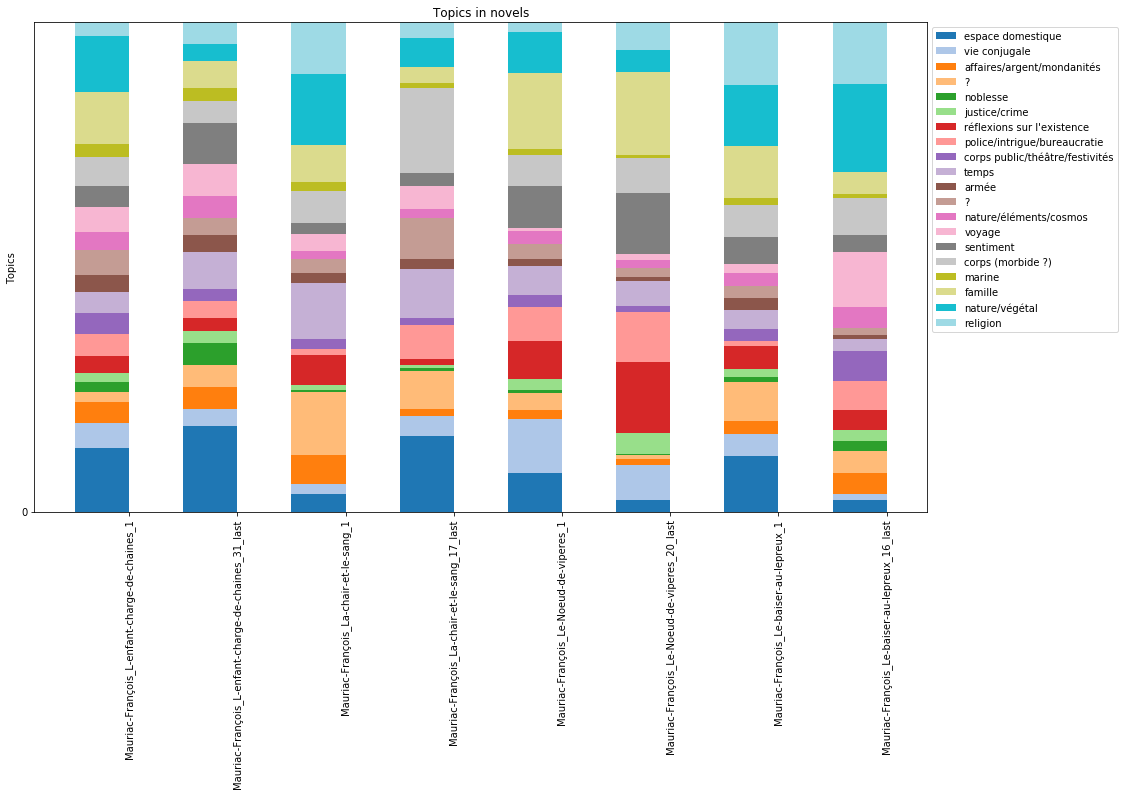 Topics in novels
Topics
0
espace domestique
vie conjugale
affaires/argent/mondanités
?
noblesse
justice/crime
réflexions sur l'existence
police/intrigue/bureaucratie
corps public/théâtre/festivités
temps
armée
?
nature/éléments/cosmos
voyage
sentiment
corps (morbide ?)
marine
famille
nature/végétal
religion
Mauriac-François_L-enfant-charge-de-chaines_1
Mauriac-François_L-enfant-charge-de-chaines_31_last
Mauriac-François_La-chair-et-le-sang_1
Mauriac-François_La-chair-et-le-sang_17_last
Mauriac-François_Le-Noeud-de-viperes_1
Mauriac-François_Le-Noeud-de-viperes_20_last
Mauriac-François_Le-baiser-au-lepreux_1
Mauriac-François_Le-baiser-au-lepreux_16_last